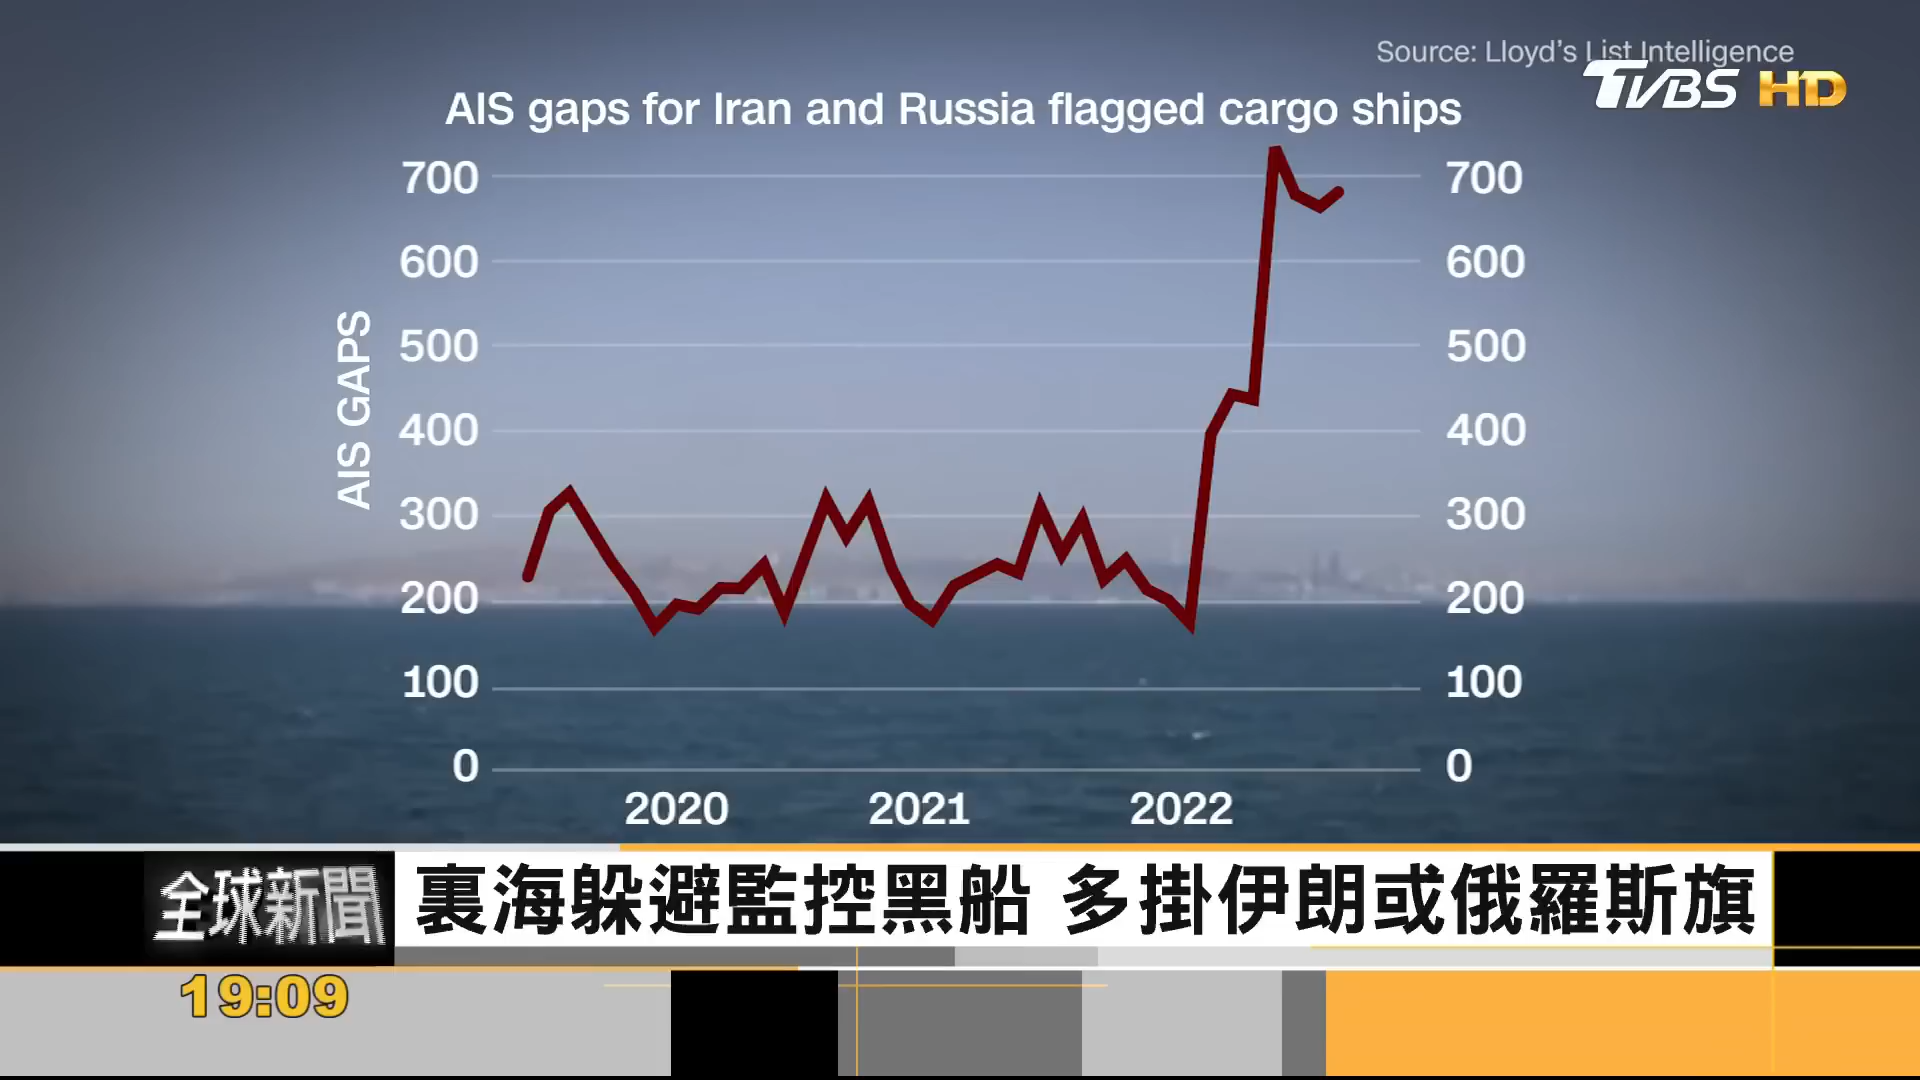 Source: Lloyd's List Intelligence
TVBS HD
AIS gaps for Iran and Russia flagged cargo ships
AIS GAPS
700 700
600 600
500 500
400 400
300 300
200 200
100 100
0 0
2020 2021 2022
全球新聞 裏海躲避監控黑船 多掛伊朗或俄羅斯旗
19:09